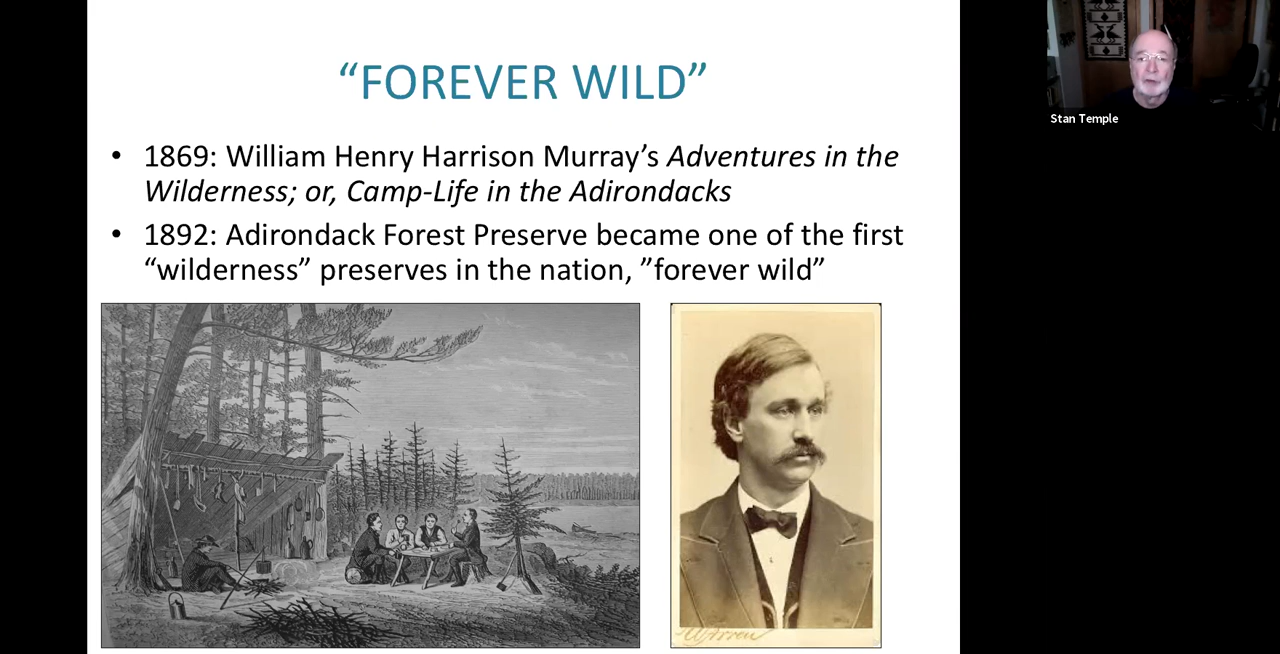 “FOREVER WILD”
• 1869: William Henry Harrison Murray’s Adventures in the
Wilderness; or, Camp-Life in the Adirondacks
• 1892: Adirondack Forest Preserve became one of the first
“wilderness” preserves in the nation, ”forever wild”
Warren
Stan Temple